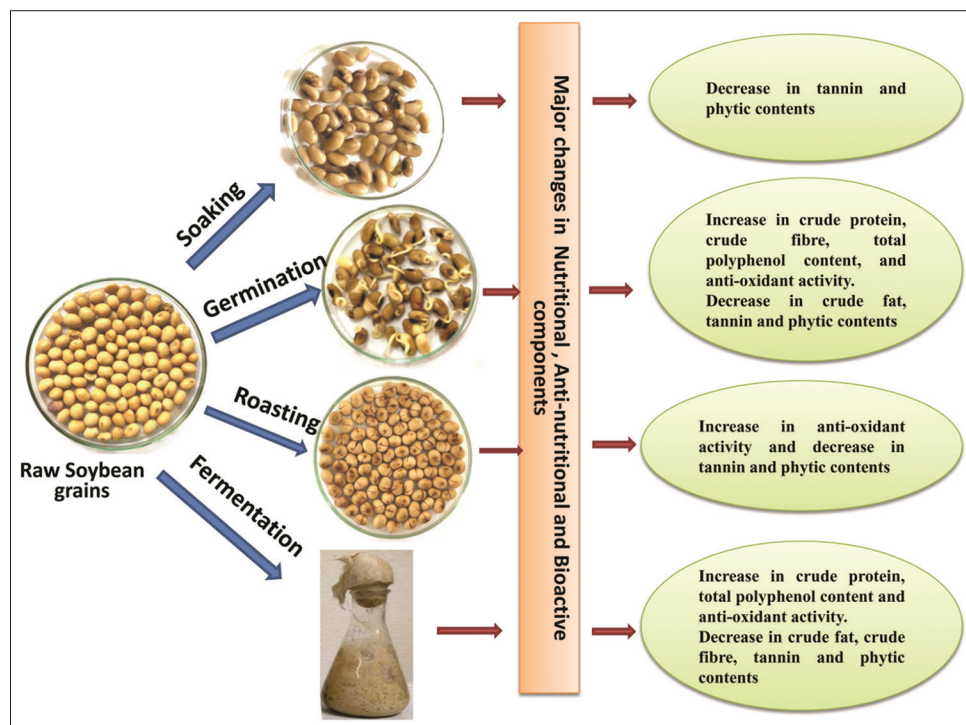 Soaking
Germination
Roasting
Fermentation
Raw Soybean
grains
Major changes in Nutritional , Anti-nutritional and Bioactive
components
Decrease in tannin and
phytic contents
Increase in crude protein,
crude fibre, total
polyphenol content, and
anti-oxidant activity.
Decrease in crude fat,
tannin and phytic contents
Increase in anti-oxidant
activity and decrease in
tannin and phytic contents
Increase in crude protein,
total polyphenol content and
anti-oxidant activity.
Decrease in crude fat, crude
fibre, tannin and phytic
contents